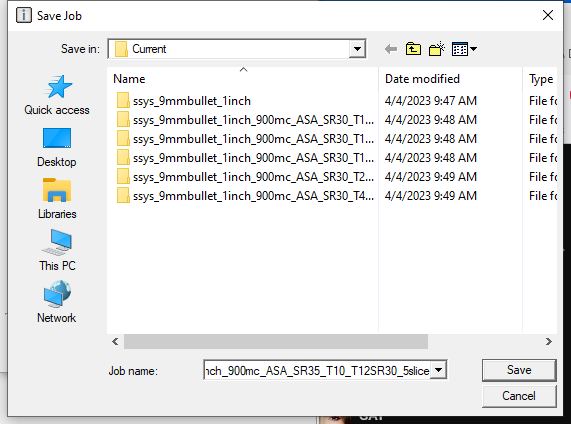 Save Job
Save in: Current
Name Date modified Type
ssys_9mmbullet_1inch 4/4/2023 9:47 AM File fo
ssys_9mmbullet_1inch_900mc_ASA_SR30_T1... 4/4/2023 9:48 AM File fo
ssys_9mmbullet_1inch_900mc_ASA_SR30_T1... 4/4/2023 9:48 AM File fo
ssys_9mmbullet_1inch_900mc_ASA_SR30_T1... 4/4/2023 9:48 AM File fo
ssys_9mmbullet_1inch_900mc_ASA_SR30_T2... 4/4/2023 9:49 AM File fo
ssys_9mmbullet_1inch_900mc_ASA_SR30_T4... 4/4/2023 9:49 AM File fo
Quick access
Desktop
Libraries
This PC
Network
Job name: nch_900mc_ASA_SR35_T10_T12SR30_5slice
Save
Cancel